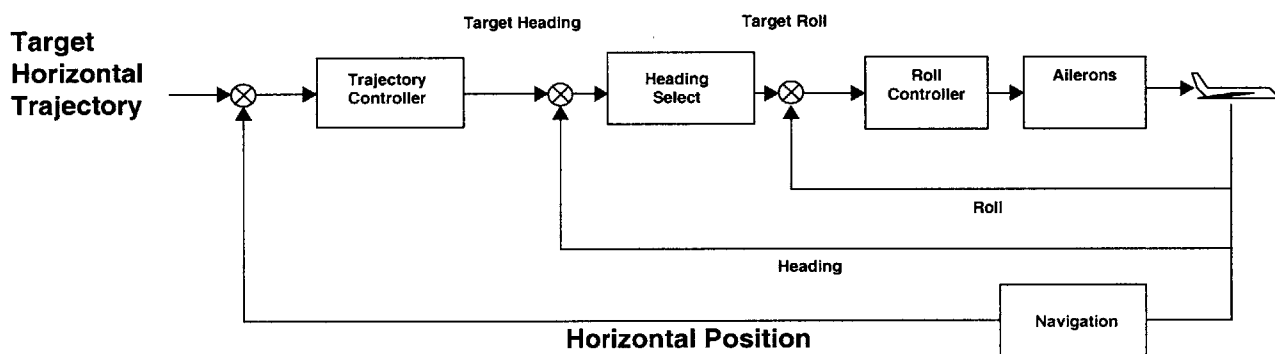 Target Heading
Target Roll
Target
Horizontal
Trajectory
Trajectory
Controller
Heading
Select
Roll
Controller
Ailerons
Roll
Heading
Navigation
Horizontal Position